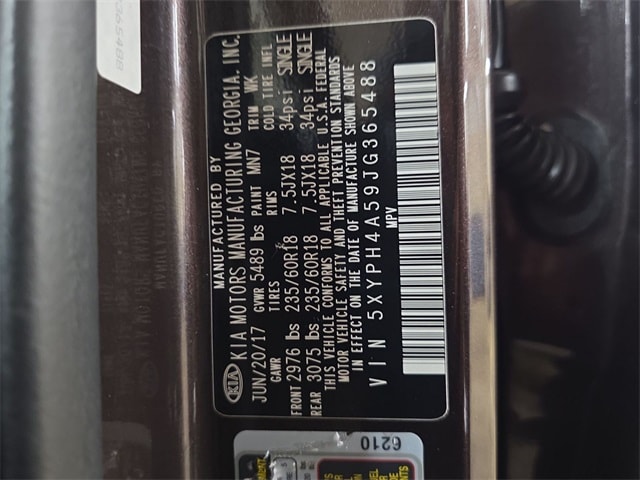 365488
MANUFACTURED BY
KIA KIA MOTORS MANUFACTURING GEORGIA, INC.
JUN/20/17 GVWR 5489 lbs PAINT MN7 TRIM WK
GAWR TIRES RIMS COLD TIRE INFL
FRONT 2976 lbs 235/60R18 7.5JX18 34psi SINGLE
REAR 3075 lbs 235/60R18 7.5JX18 34psi SINGLE
THIS VEHICLE CONFORMS TO ALL APPLICABLE U.S.A. FEDERAL
MOTOR VEHICLE SAFETY AND THEFT PREVENTION STANDARDS
IN EFFECT ON THE DATE OF MANUFACTURE SHOWN ABOVE
VIN 5XYPH4A59JG365488
MPV
6210